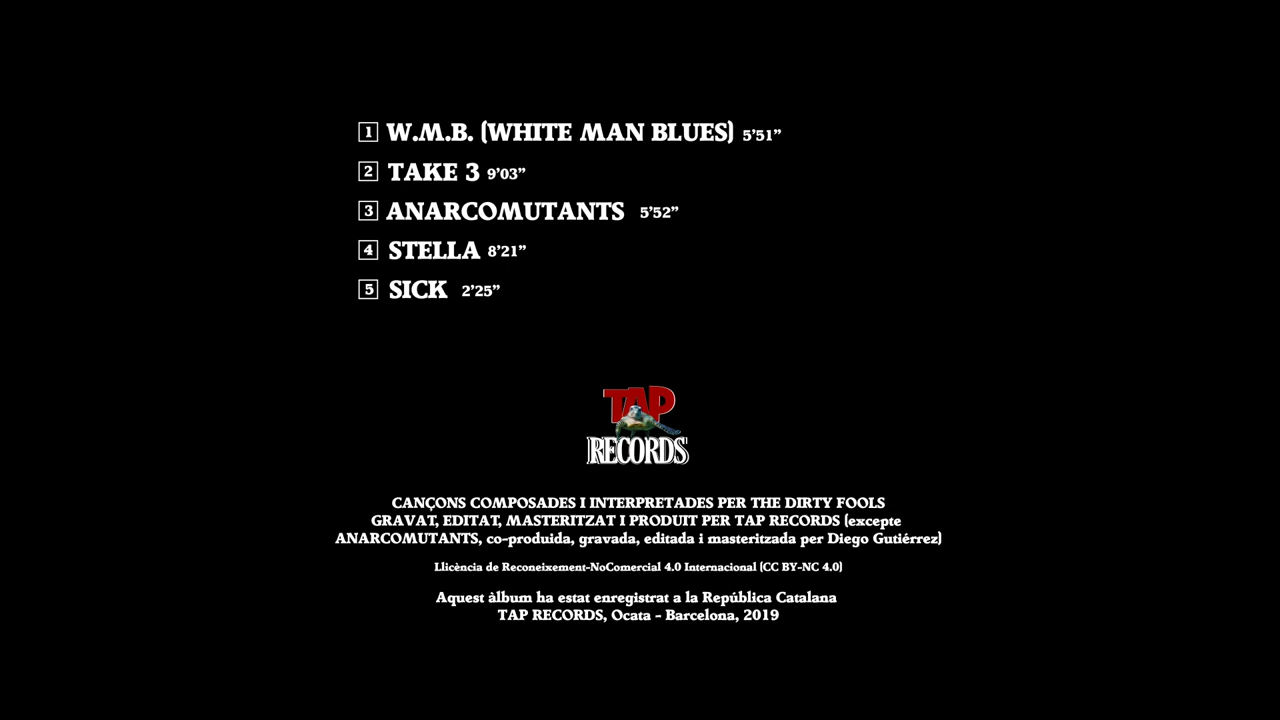 1 W.M.B. (WHITE MAN BLUES) 5'51"
2 TAKE 3 9'03"
3 ANARCOMUTANTS 5'52"
4 STELLA 8'21"
5 SICK 2'25"
TAP
RECORDS
CANÇONS COMPOSADES I INTERPRETADES PER THE DIRTY FOOLS
GRAVAT, EDITAT, MASTERITZAT I PRODUIT PER TAP RECORDS (excepte
ANARCOMUTANTS, co-produida, gravada, editada i masteritzada per Diego Gutiérrez)
Llicència de Reconeixement-NoComercial 4.0 Internacional (CC BY-NC 4.0)
Aquest àlbum ha estat enregistrat a la República Catalana
TAP RECORDS, Ocata - Barcelona, 2019